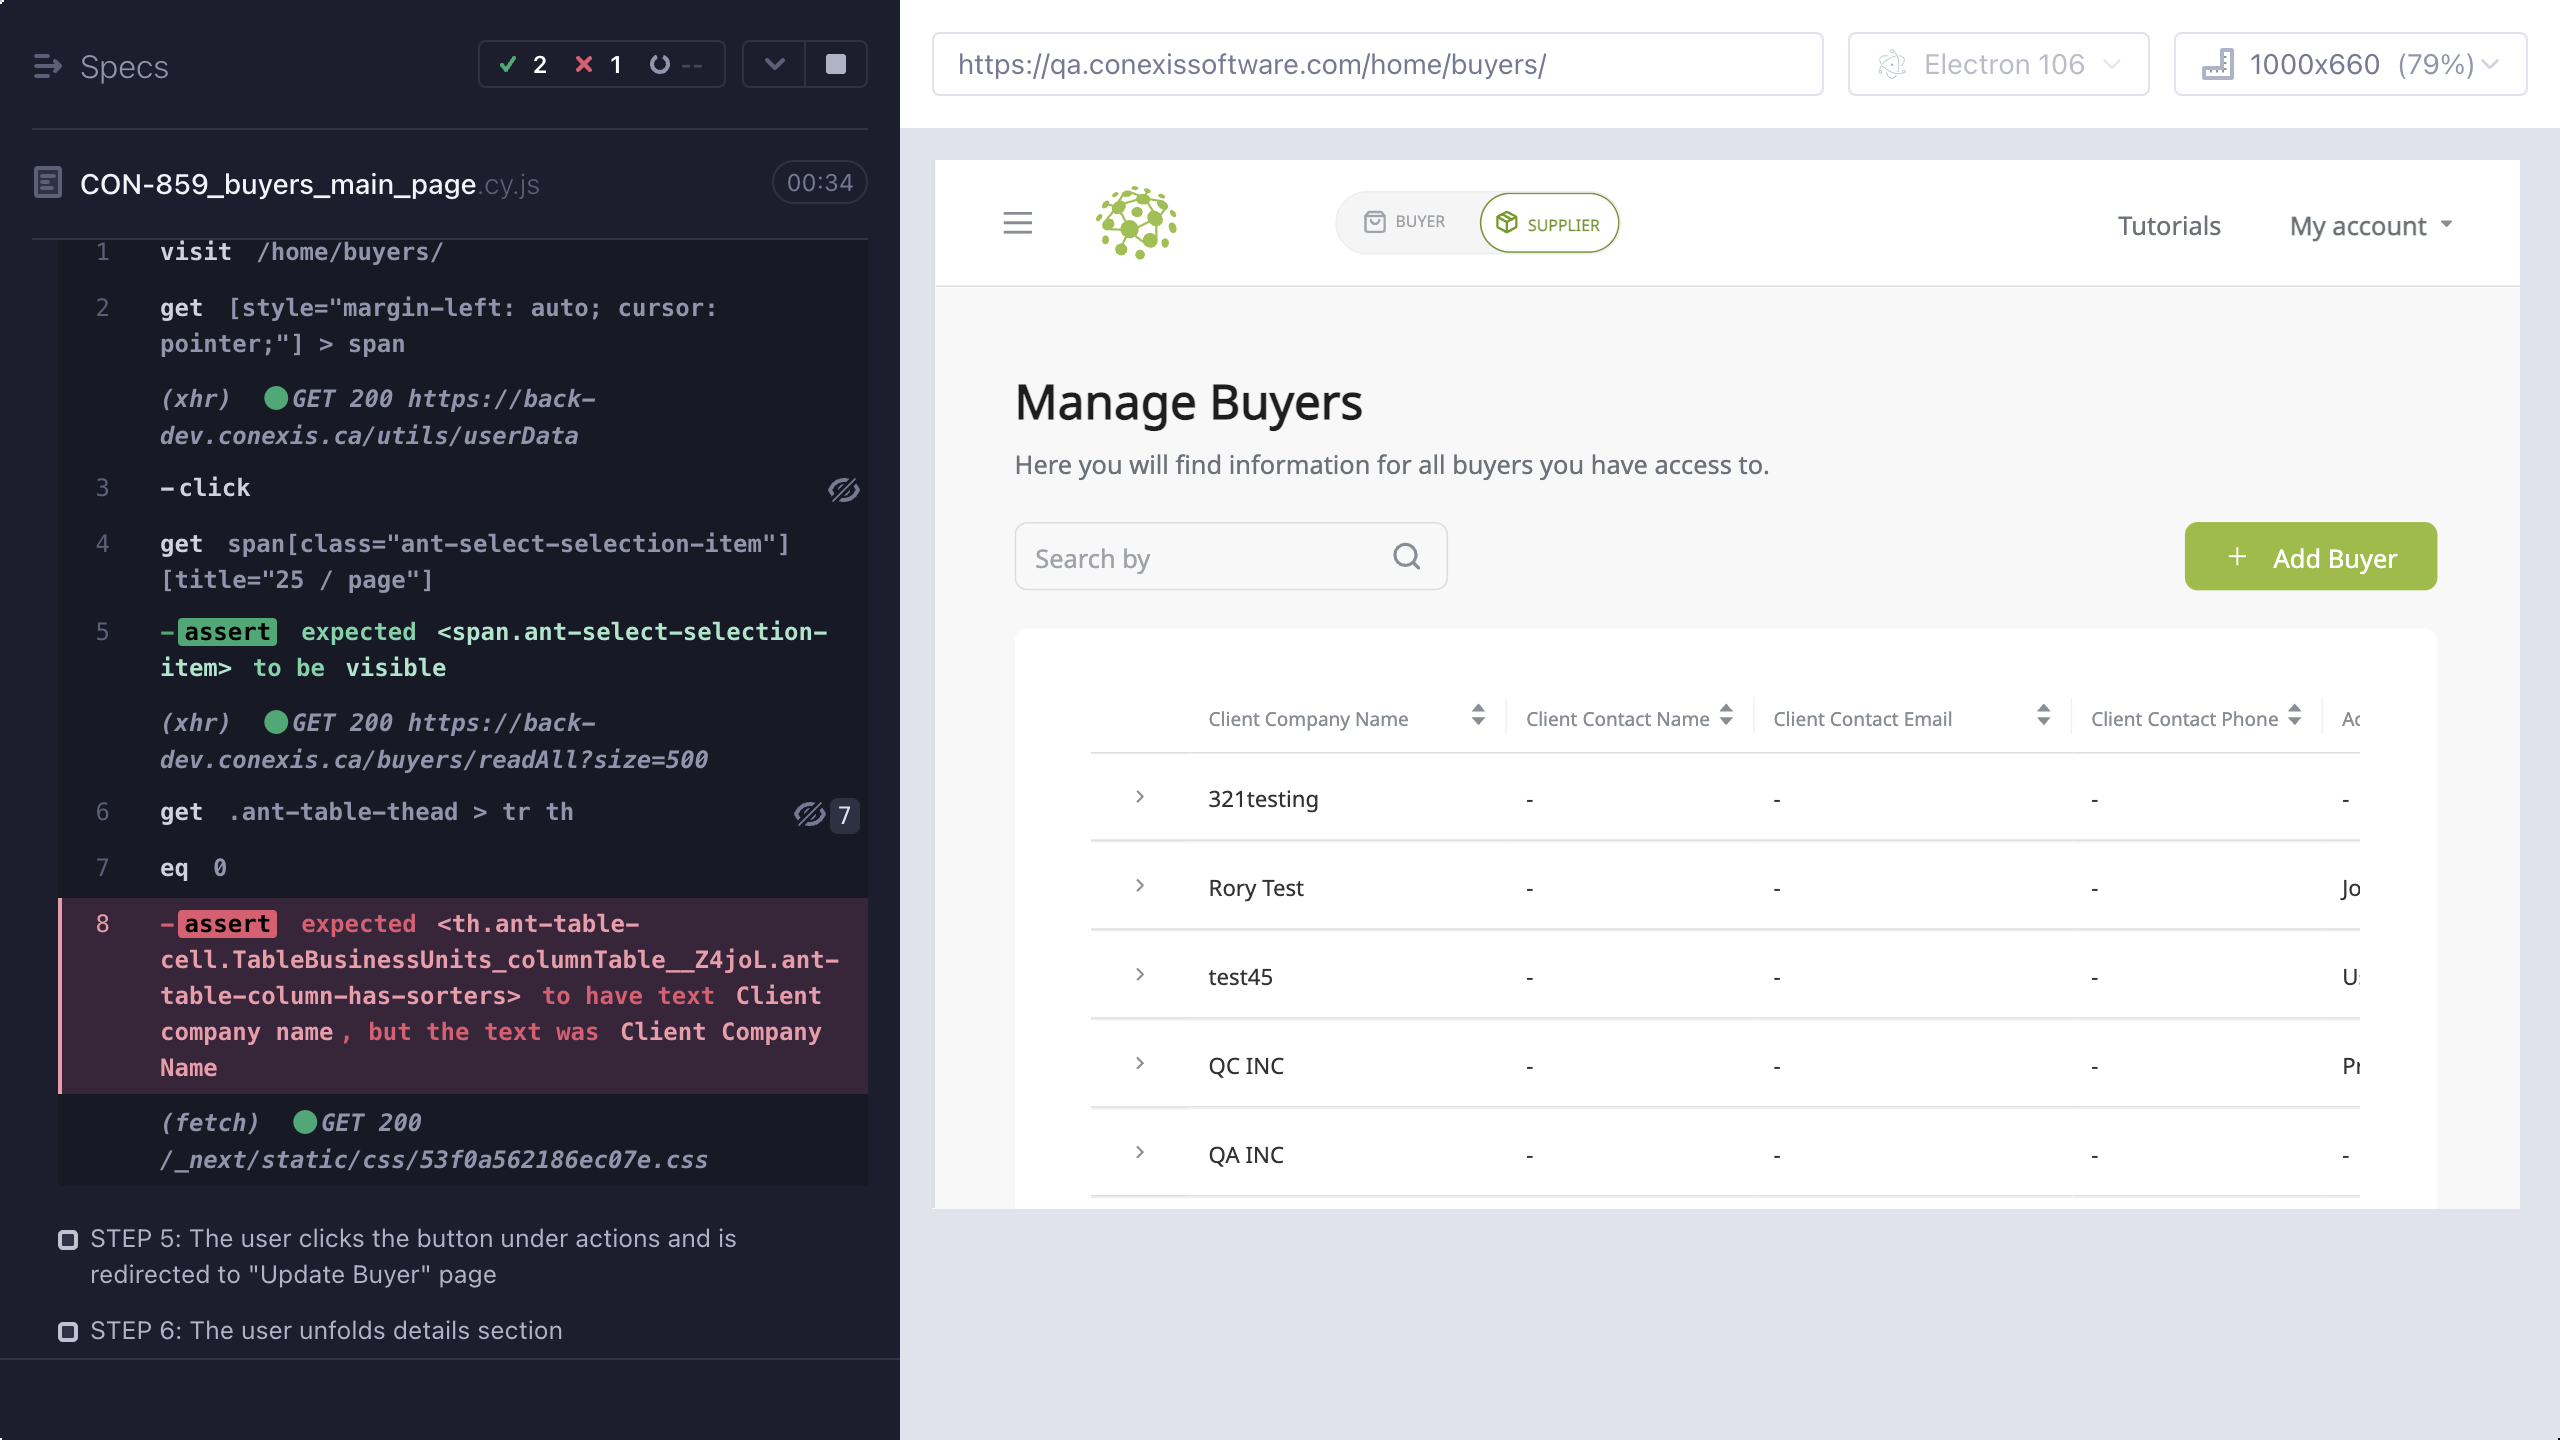 Specs
2
1
--
CON-859_buyers_main_page.cy.js
00:34
1 visit /home/buyers/
2 get [style="margin-left: auto; cursor:
pointer;"] > span
(xhr) GET 200 https://back-
dev.conexis.ca/utils/userData
3 -click
4 get span[class="ant-select-selection-item"]
[title="25 / page"]
5 -assert expected <span.ant-select-selection-
item> to be visible
(xhr) GET 200 https://back-
dev.conexis.ca/buyers/readAll?size=500
6 get .ant-table-thead > tr th 7
7 eq 0
8 -assert expected <th.ant-table-
cell.TableBusinessUnits_columnTable__Z4joL.ant-
table-column-has-sorters> to have text Client
company name, but the text was Client Company
Name
(fetch) GET 200
/_next/static/css/53f0a562186ec07e.css
STEP 5: The user clicks the button under actions and is
redirected to "Update Buyer" page
STEP 6: The user unfolds details section
https://qa.conexissoftware.com/home/buyers/
Electron 106
1000x660 (79%)
BUYER
SUPPLIER
Tutorials
My account
Manage Buyers
Here you will find information for all buyers you have access to.
Search by
+ Add Buyer
Client Company Name Client Contact Name Client Contact Email Client Contact Phone Ac
321testing - - - -
Rory Test - - - Jo
test45 - - - U
QC INC - - - Pr
QA INC - - - -